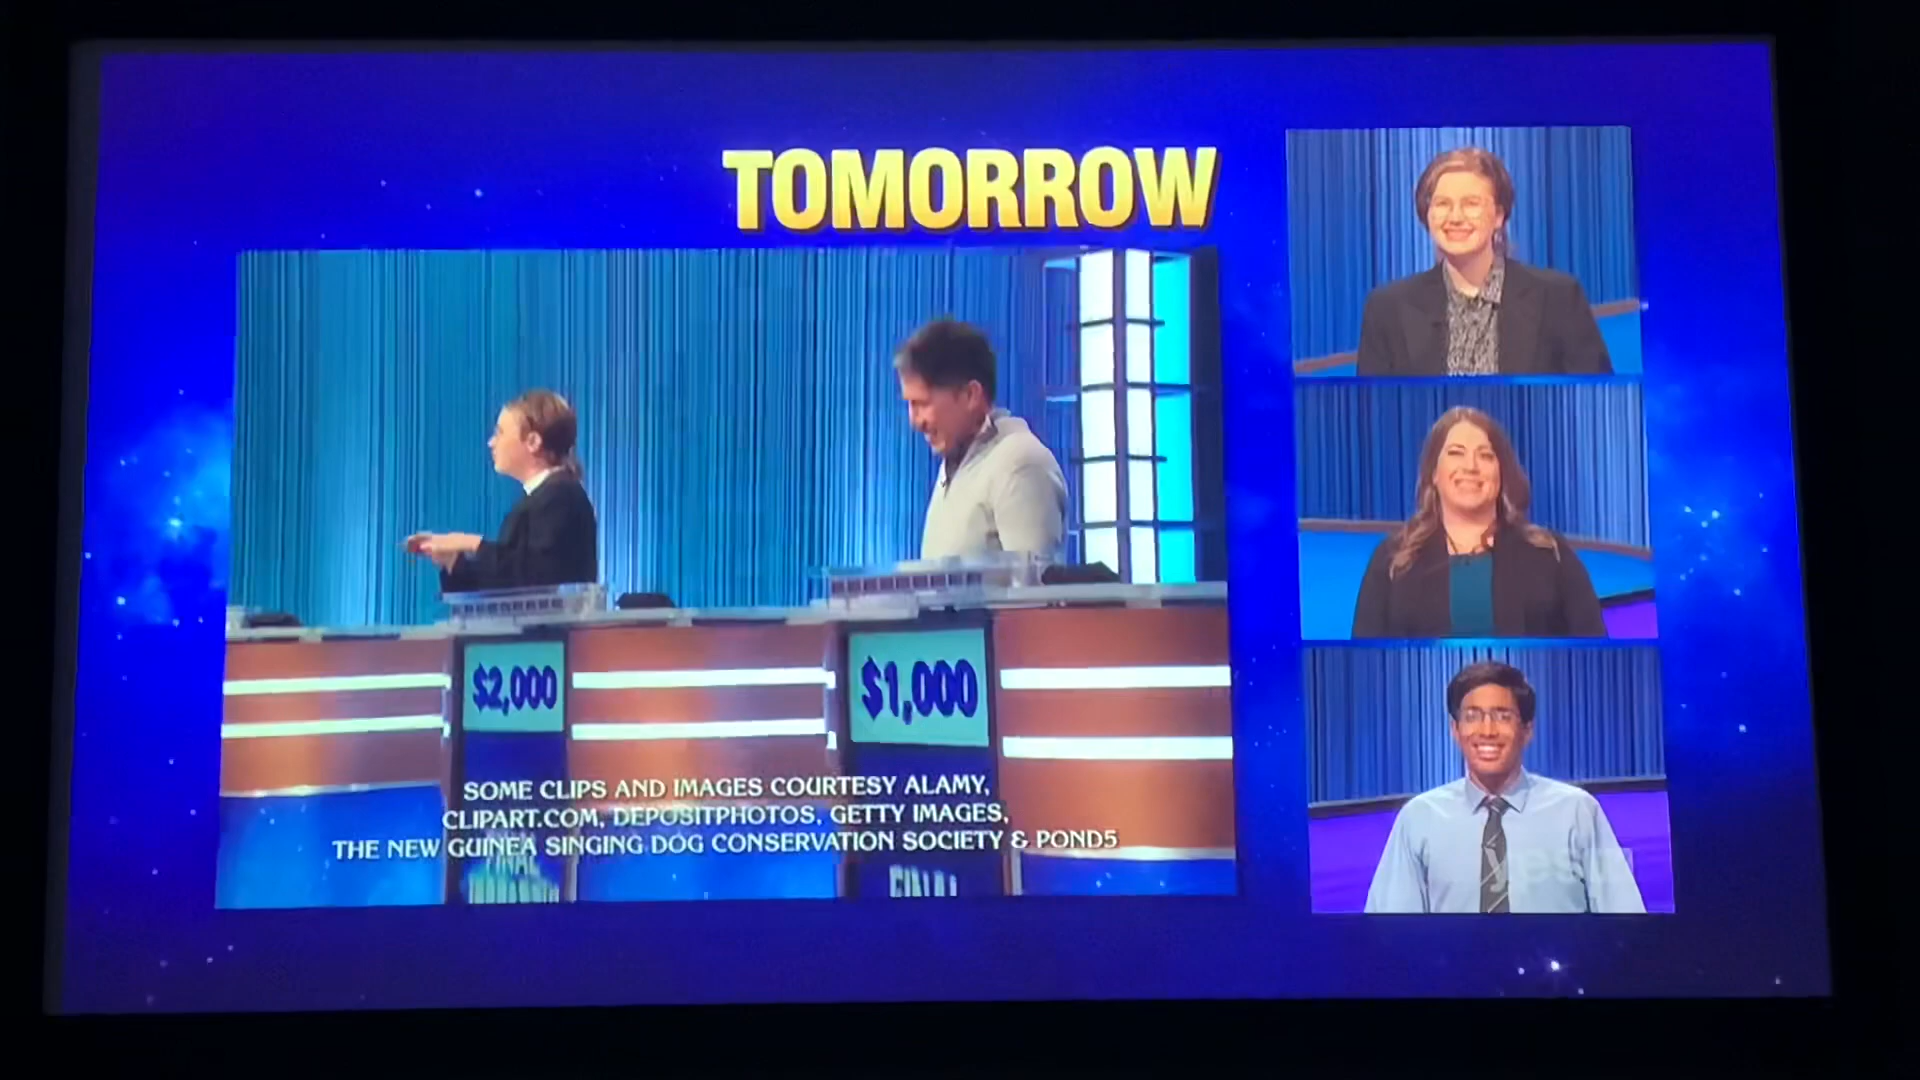 TOMORROW
$2,000
$1,000
SOME CLIPS AND IMAGES COURTESY ALAMY,
CLIPART.COM, DEPOSITPHOTOS, GETTY IMAGES,
THE NEW GUINEA SINGING DOG CONSERVATION SOCIETY & POND5
FINAL